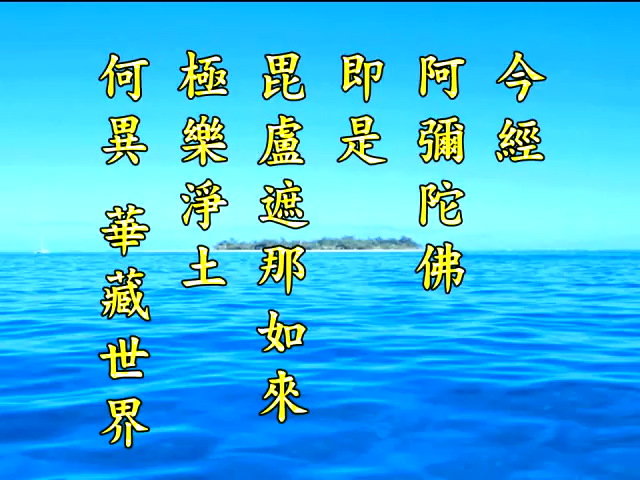 今經
阿彌陀佛
即是
毘盧遮那如來
極樂淨土
何異 華藏世界